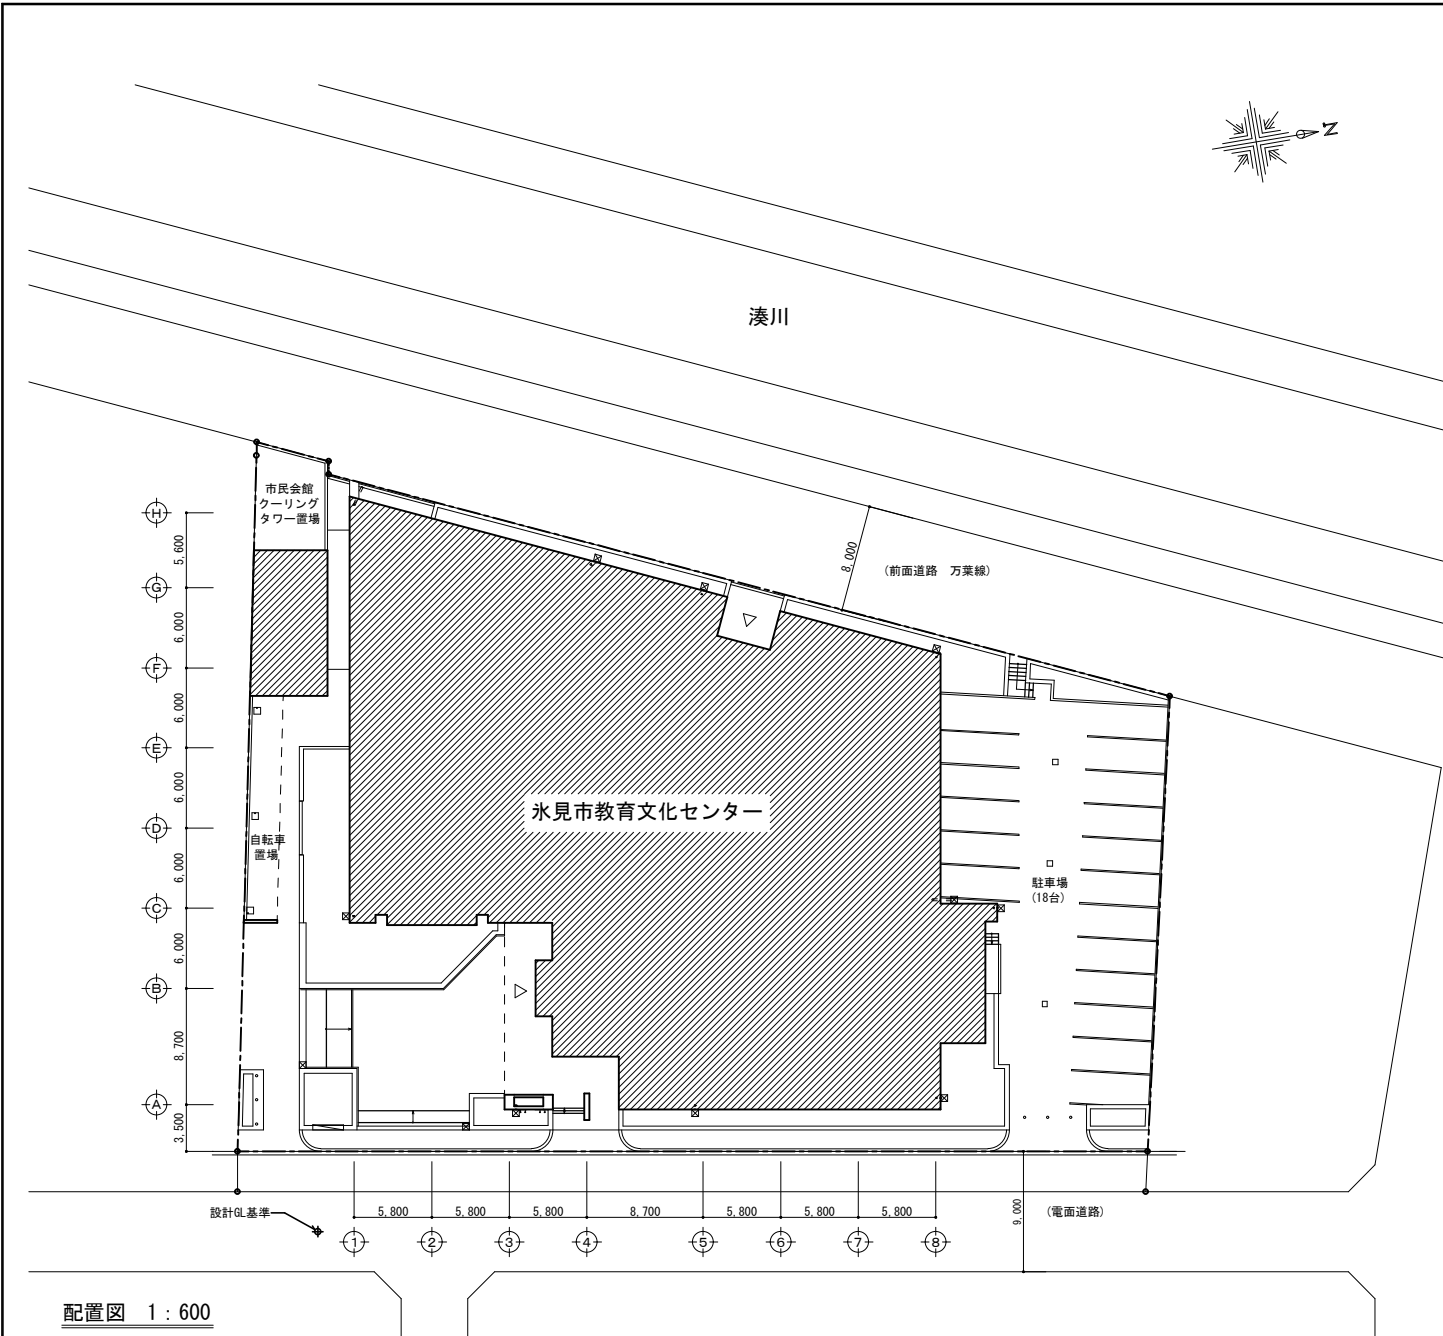 N
湊川
市民会館
クーリング
タワー置場
H
5,600
8,000
(前面道路 万葉線)
G
6,000
F
6,000
E
6,000
氷見市教育文化センター
D
自転車
置場
6,000
駐車場
(18台)
C
6,000
B
8,700
A
3,500
設計GL基準
5,800
5,800
5,800
8,700
5,800
5,800
5,800
9,000
(電面道路)
1
2
3
4
5
6
7
8
配置図 1:600